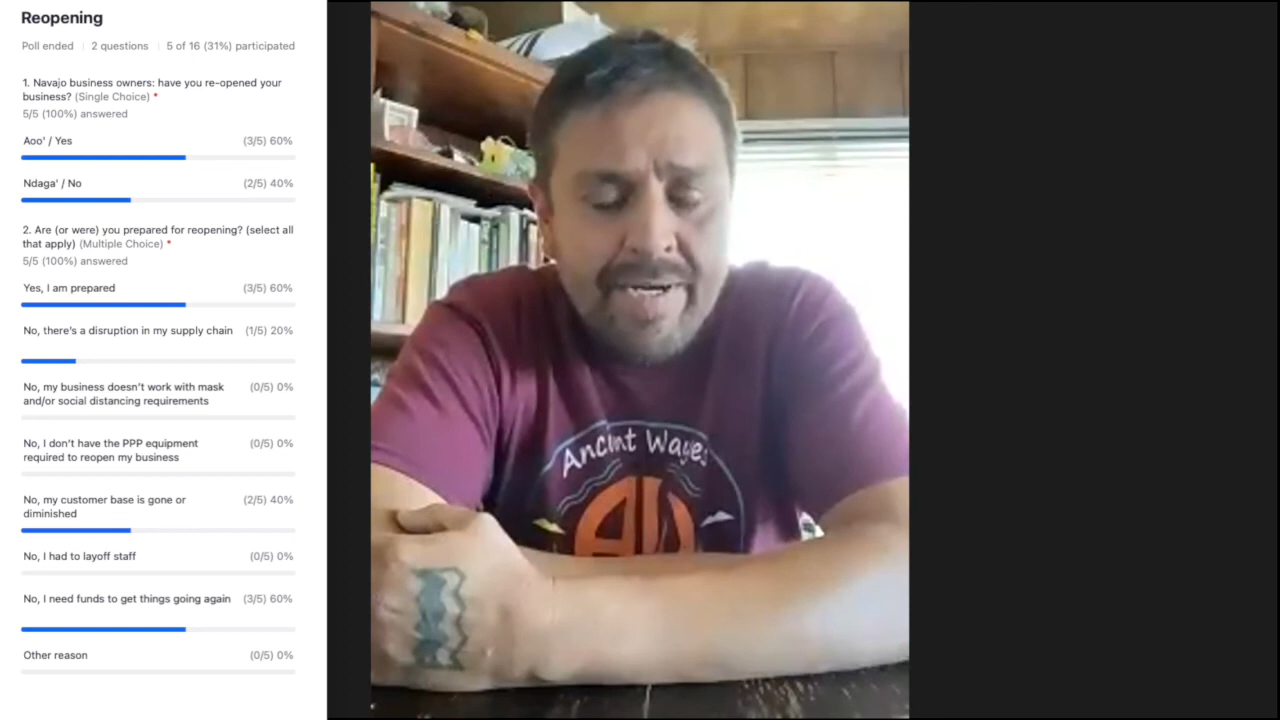 Reopening
Poll ended | 2 questions | 5 of 16 (31%) participated
1. Navajo business owners: have you re-opened your
business? (Single Choice) *
5/5 (100%) answered
Aoo' / Yes (3/5) 60%
Ndaga' / No (2/5) 40%
2. Are (or were) you prepared for reopening? (select all
that apply) (Multiple Choice) *
5/5 (100%) answered
Yes, I am prepared (3/5) 60%
No, there's a disruption in my supply chain (1/5) 20%
No, my business doesn't work with mask (0/5) 0%
and/or social distancing requirements
No, I don't have the PPP equipment (0/5) 0%
required to reopen my business
No, my customer base is gone or (2/5) 40%
diminished
No, I had to layoff staff (0/5) 0%
No, I need funds to get things going again (3/5) 60%
Other reason (0/5) 0%